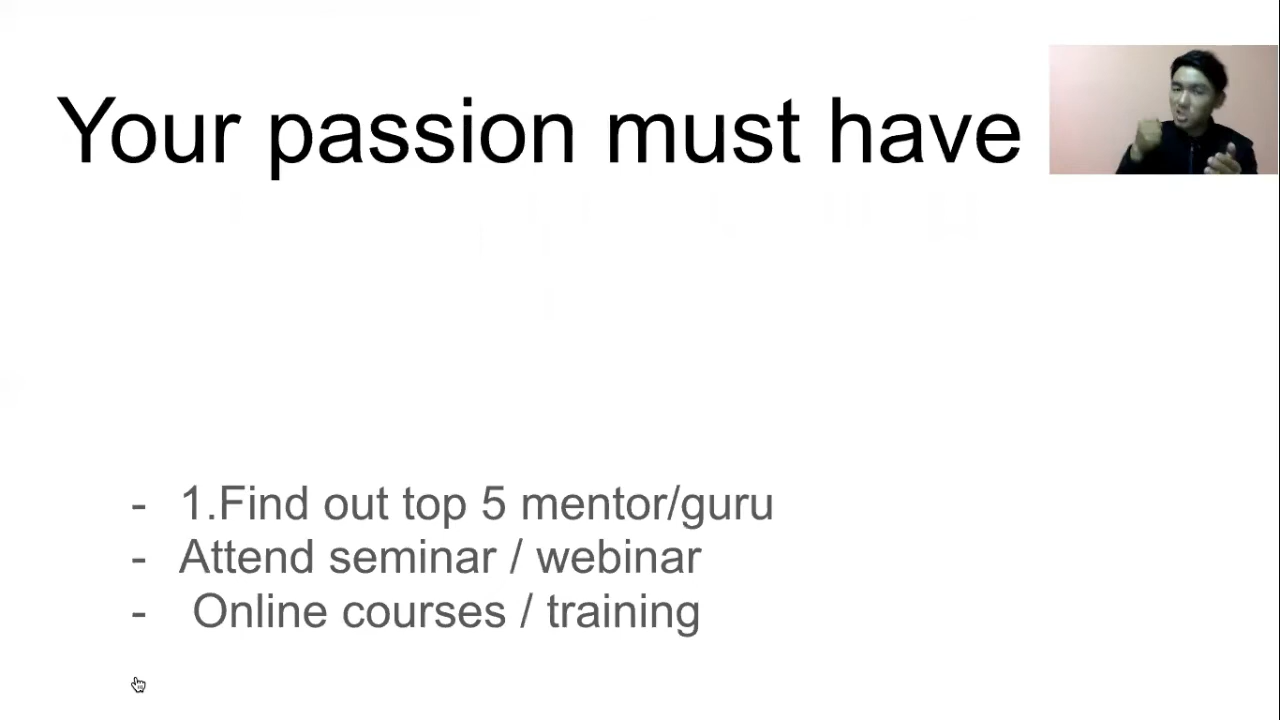 Your passion must have
- 1.Find out top 5 mentor/guru
- Attend seminar / webinar
- Online courses / training